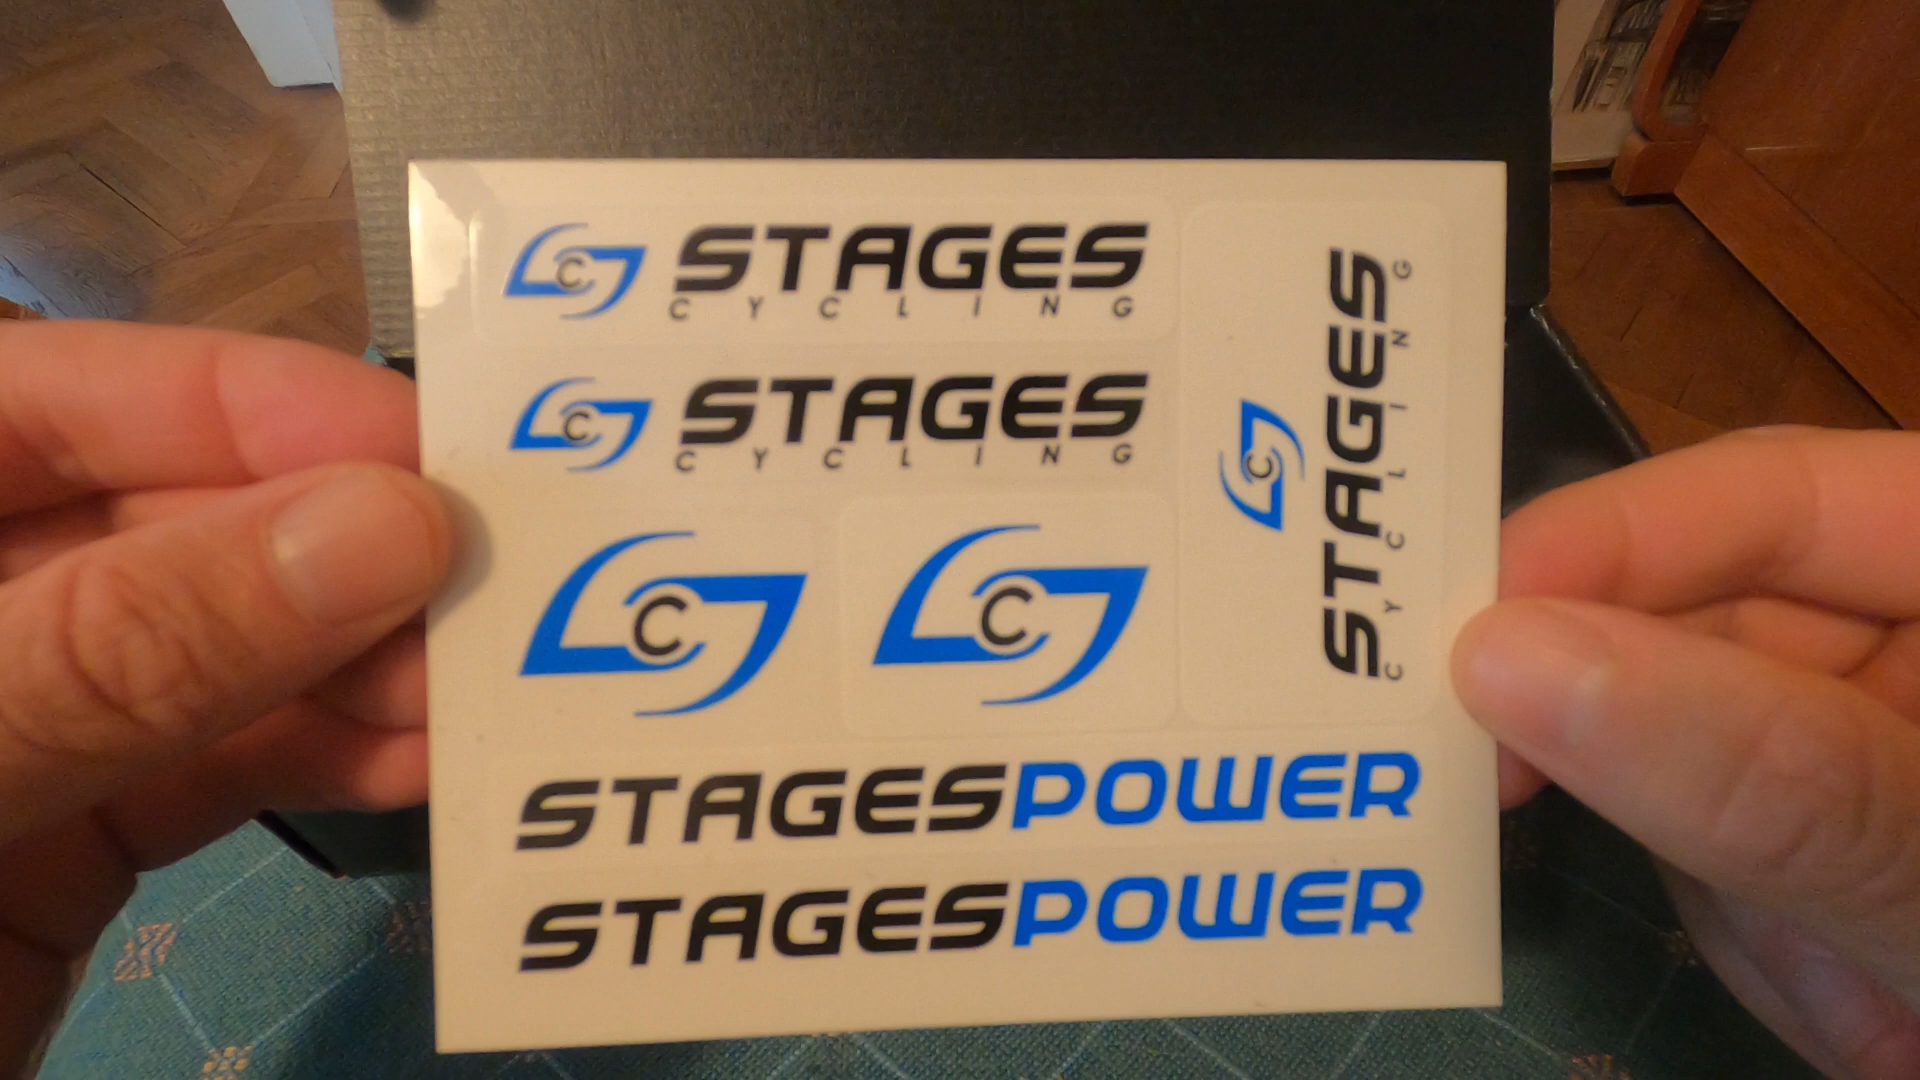 STAGES
CYCLING
STAGES
CYCLING
STAGES
CYCLING
C
C
C
C
C
STAGESPOWER
STAGESPOWER